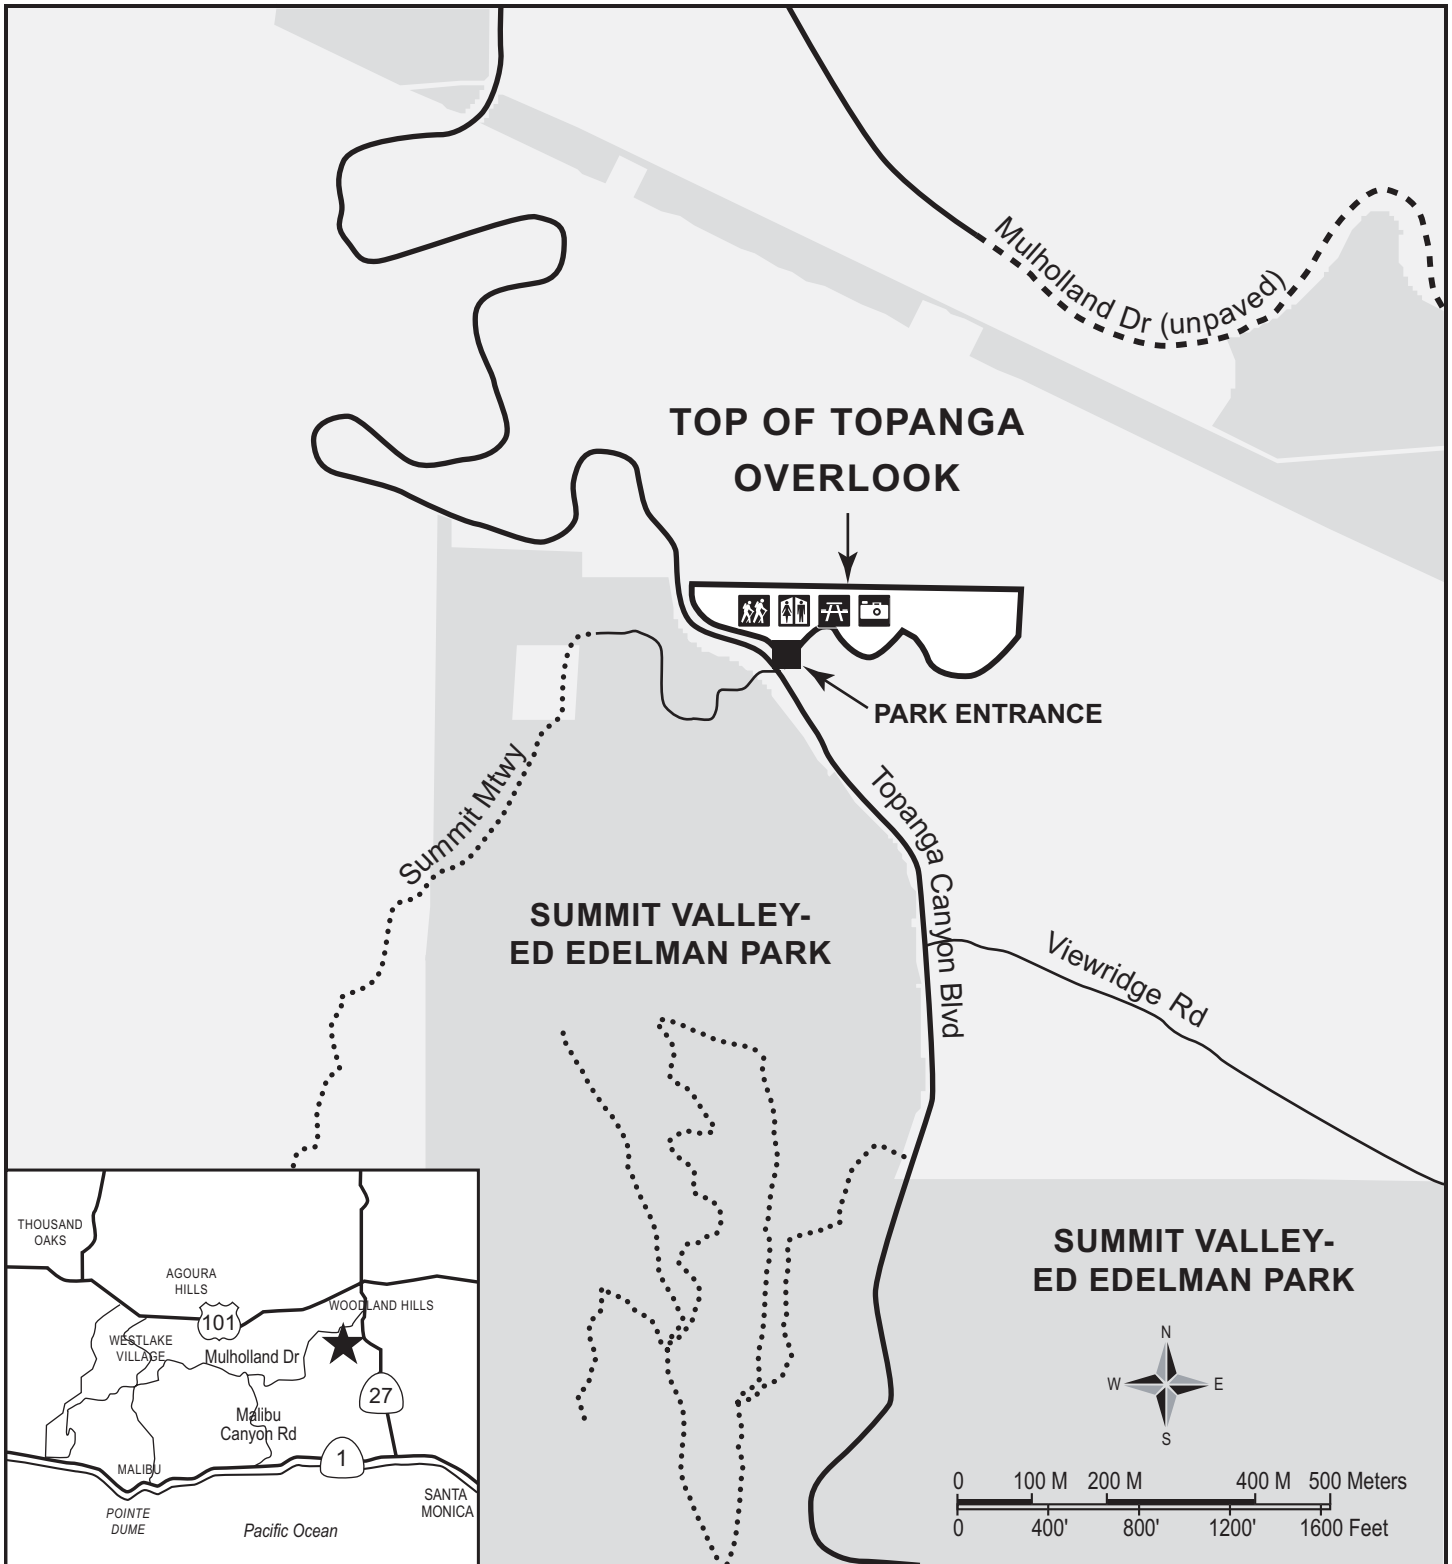 Mulholland Dr (unpaved)
TOP OF TOPANGA
OVERLOOK
PARK ENTRANCE
Summit Mtwy
Topanga Canyon Blvd
SUMMIT VALLEY-
ED EDELMAN PARK
Viewridge Rd
SUMMIT VALLEY-
ED EDELMAN PARK
N
W
E
S
0
100 M
200 M
400 M
500 Meters
0
400'
800'
1200'
1600 Feet
THOUSAND
OAKS
AGOURA
HILLS
WOODLAND HILLS
101
WESTLAKE
VILLAGE
Mulholland Dr
27
Malibu
Canyon Rd
1
MALIBU
SANTA
MONICA
POINTE
DUME
Pacific Ocean